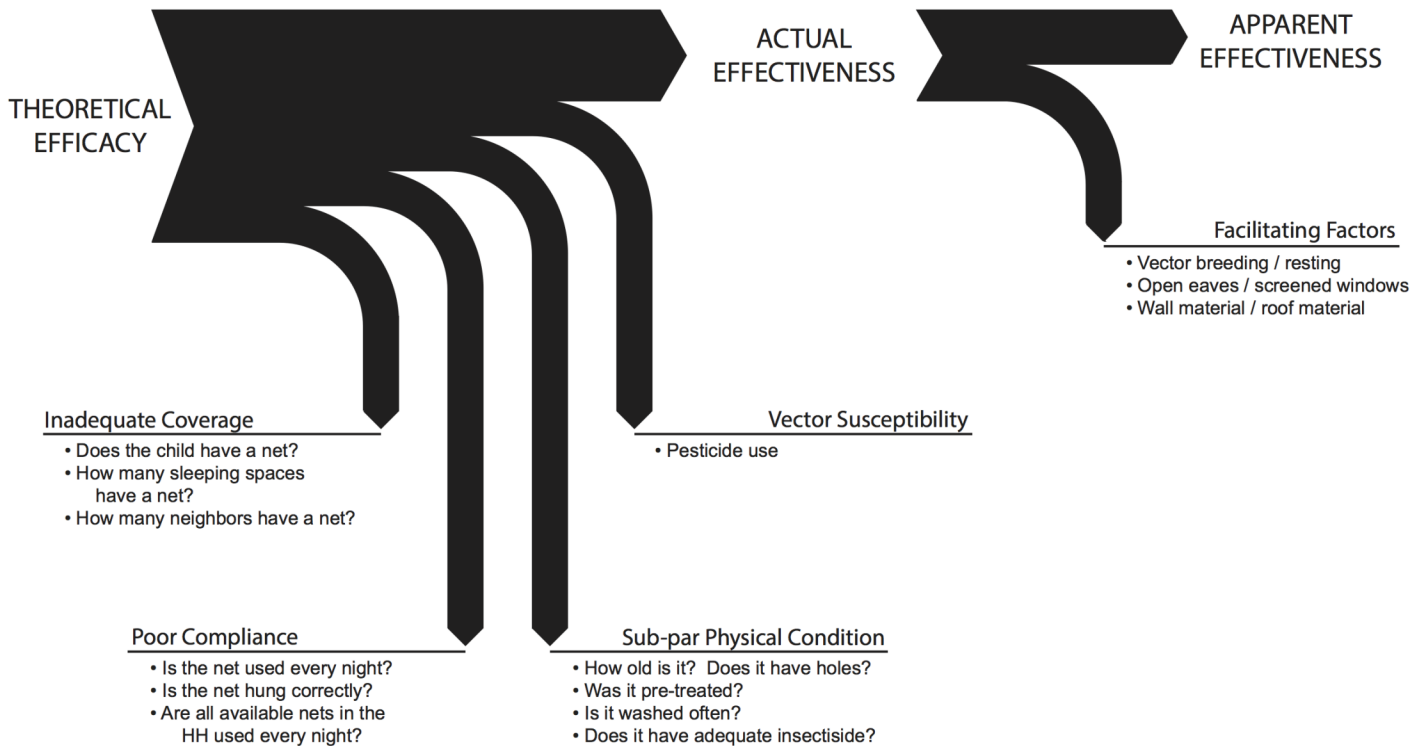 THEORETICAL
EFFICACY
ACTUAL
EFFECTIVENESS
APPARENT
EFFECTIVENESS
Facilitating Factors
• Vector breeding / resting
• Open eaves / screened windows
• Wall material / roof material
Inadequate Coverage
• Does the child have a net?
• How many sleeping spaces
have a net?
• How many neighbors have a net?
Vector Susceptibility
• Pesticide use
Poor Compliance
• Is the net used every night?
• Is the net hung correctly?
• Are all available nets in the
HH used every night?
Sub-par Physical Condition
• How old is it?  Does it have holes?
• Was it pre-treated?
• Is it washed often?
• Does it have adequate insectiside?